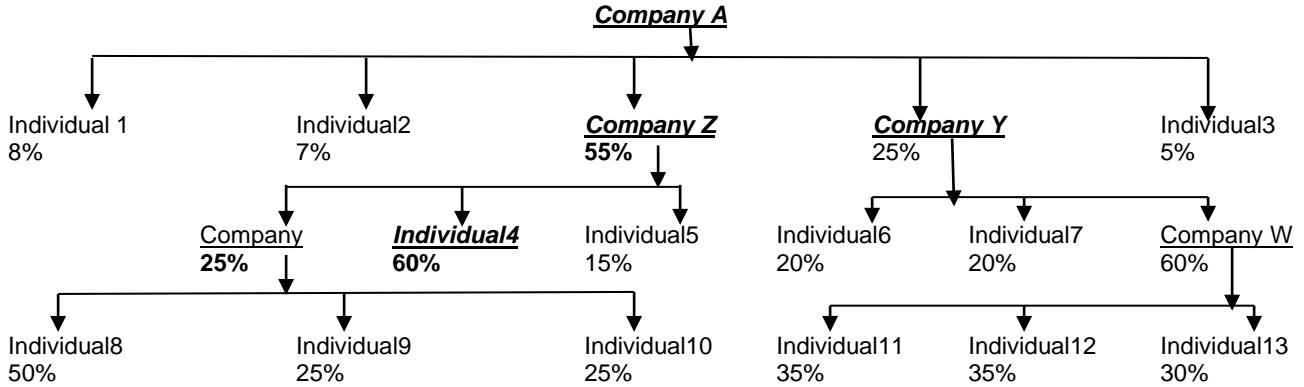 Company A
Individual 1 Individual2 Company Z Company Y Individual3
8% 7% 55% 25% 5%
Company Individual4 Individual5 Individual6 Individual7 Company W
25% 60% 15% 20% 20% 60%
Individual8 Individual9 Individual10 Individual11 Individual12 Individual13
50% 25% 25% 35% 35% 30%